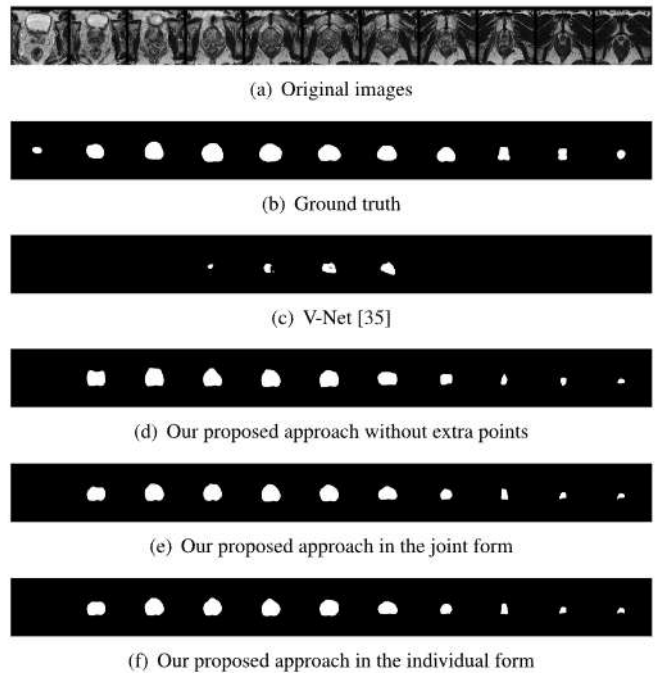 (a) Original images
(b) Ground truth
(c) V-Net [35]
(d) Our proposed approach without extra points
(e) Our proposed approach in the joint form
(f) Our proposed approach in the individual form